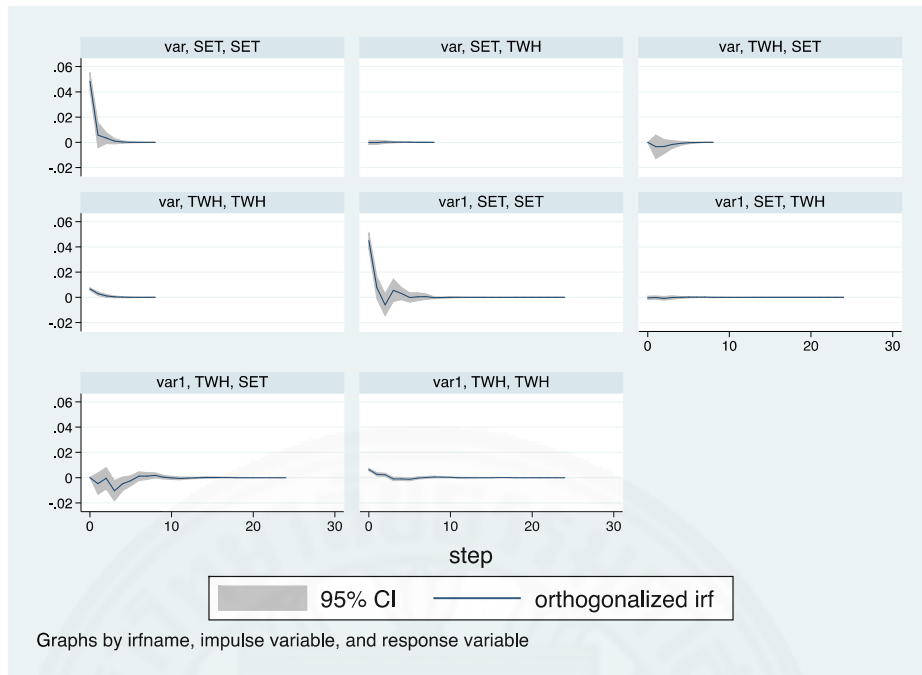 var, SET, SET
var, SET, TWH
var, TWH, SET
.06
.04
.02
0
-.02
var, TWH, TWH
var1, SET, SET
var1, SET, TWH
.06
.04
.02
0
-.02
0 10 20 30
var1, TWH, SET
var1, TWH, TWH
.06
.04
.02
0
-.02
0 10 20 30
0 10 20 30
step
95% CI
orthogonalized irf
Graphs by irfname, impulse variable, and response variable